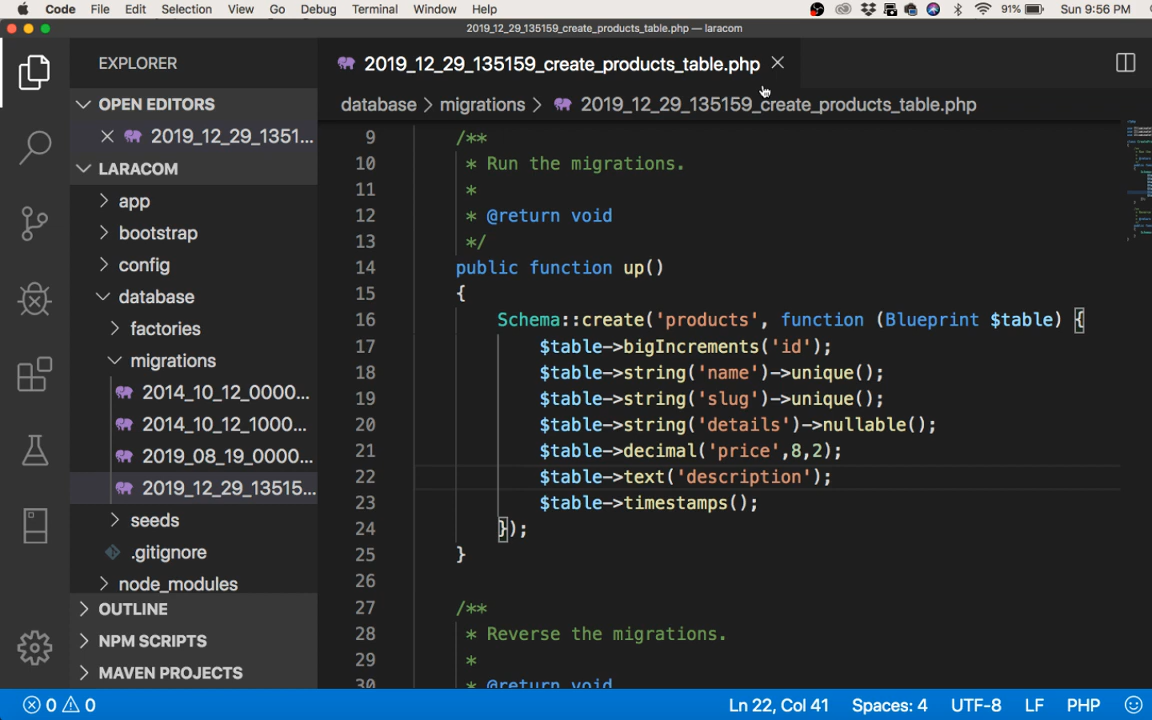 Code File Edit Selection View Go Debug Terminal Window Help 91% Sun 9:56 PM
2019_12_29_135159_create_products_table.php — laracom
EXPLORER
OPEN EDITORS
2019_12_29_1351...
LARACOM
app
bootstrap
config
database
factories
migrations
2014_10_12_0000...
2014_10_12_1000...
2019_08_19_0000...
2019_12_29_13515...
seeds
.gitignore
node_modules
OUTLINE
NPM SCRIPTS
MAVEN PROJECTS
2019_12_29_135159_create_products_table.php
database > migrations > 2019_12_29_135159_create_products_table.php
9 /**
10 * Run the migrations.
11 *
12 * @return void
13 */
14 public function up()
15 {
16 Schema::create('products', function (Blueprint $table) {
17 $table->bigIncrements('id');
18 $table->string('name')->unique();
19 $table->string('slug')->unique();
20 $table->string('details')->nullable();
21 $table->decimal('price',8,2);
22 $table->text('description');
23 $table->timestamps();
24 });
25 }
26
27 /**
28 * Reverse the migrations.
29 *
30 * @return void
0 0 Ln 22, Col 41 Spaces: 4 UTF-8 LF PHP